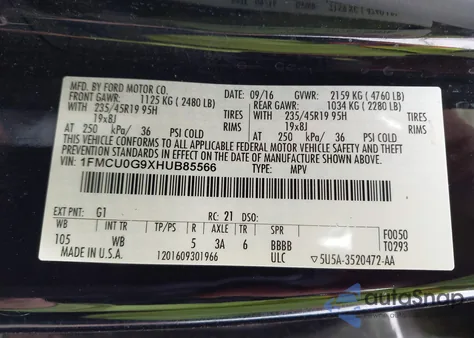 MFD. BY FORD MOTOR CO.
09/16 GVWR: 2159 KG ( 4760 LB)
FRONT GAWR: 1125 KG ( 2480 LB) REAR GAWR: 1034 KG ( 2280 LB)
WITH 235/45R19 95H TIRES WITH 235/45R19 95H TIRES
19x8J RIMS 19x8J RIMS
AT 250 kPa/ 36 PSI COLD AT 250 kPa/ 36 PSI COLD
THIS VEHICLE CONFORMS TO ALL APPLICABLE FEDERAL MOTOR VEHICLE
SAFETY, BUMPER, AND THEFT PREVENTION STANDARDS IN EFFECT ON
THE DATE OF MANUFACTURE SHOWN ABOVE.
VIN: 1FMCU0G9XHUB85566 TYPE: MPV
EXT PNT: G1 RC: 21 DSO:
WB INT TR TP/PS R AX TR SPR
105 WB 5 3A 6 BBBB
MADE IN U.S.A. ULC
F0050
T0293
1201609301966
5U5A-3520472-AA
autoSnap